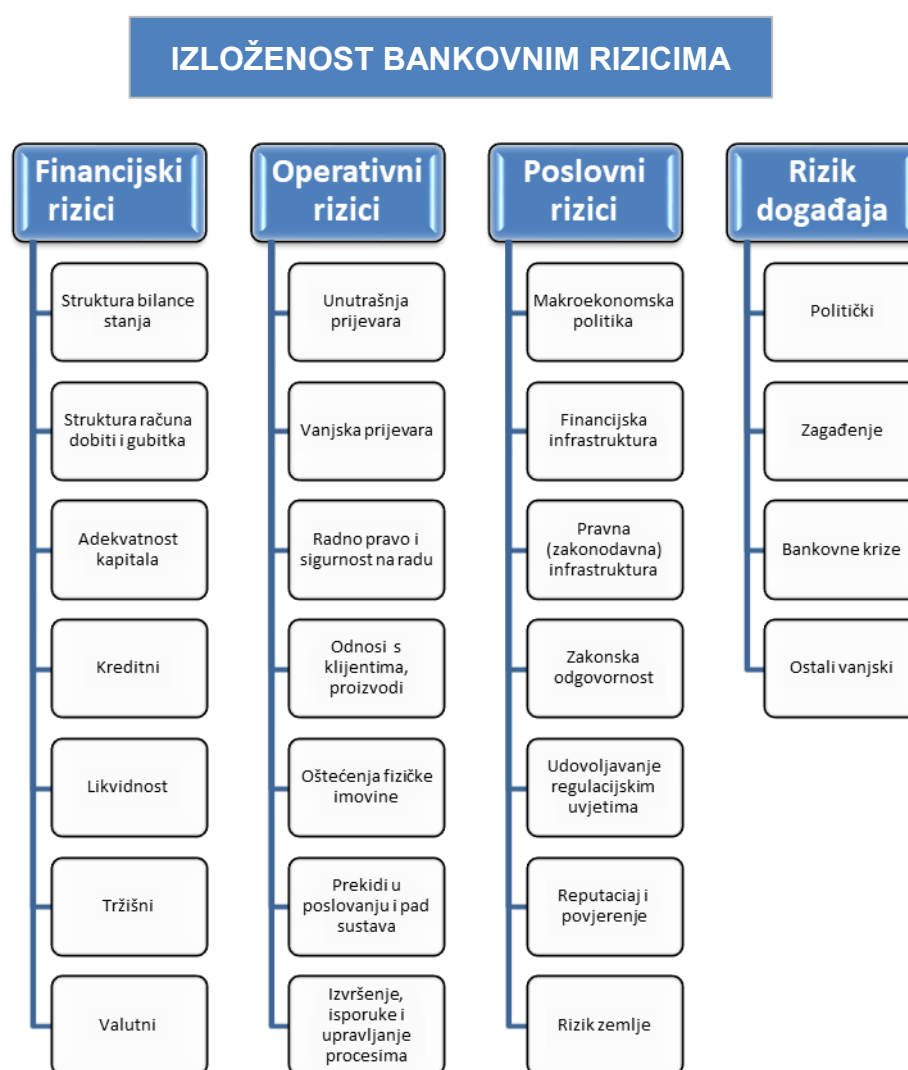 IZLOŽENOST BANKOVNIM RIZICIMA
Financijski
rizici
Struktura bilance
stanja
Struktura računa
dobiti i gubitka
Adekvatnost
kapitala
Kreditni
Likvidnost
Tržišni
Valutni
Operativni
rizici
Unutrašnja
prijevara
Vanjska prijevara
Radno pravo i
sigurnost na radu
Odnosi s
klijentima,
proizvodi
Oštećenja fizičke
imovine
Prekidi u
poslovanju i pad
sustava
Izvršenje,
isporuke i
upravljanje
procesima
Poslovni
rizici
Makroekonomska
politika
Financijska
infrastruktura
Pravna
(zakonodavna)
infrastruktura
Zakonska
odgovornost
Udovoljavanje
regulacijskim
uvjetima
Reputaciaj i
povjerenje
Rizik zemlje
Rizik
događaja
Politički
Zagađenje
Bankovne krize
Ostali vanjski